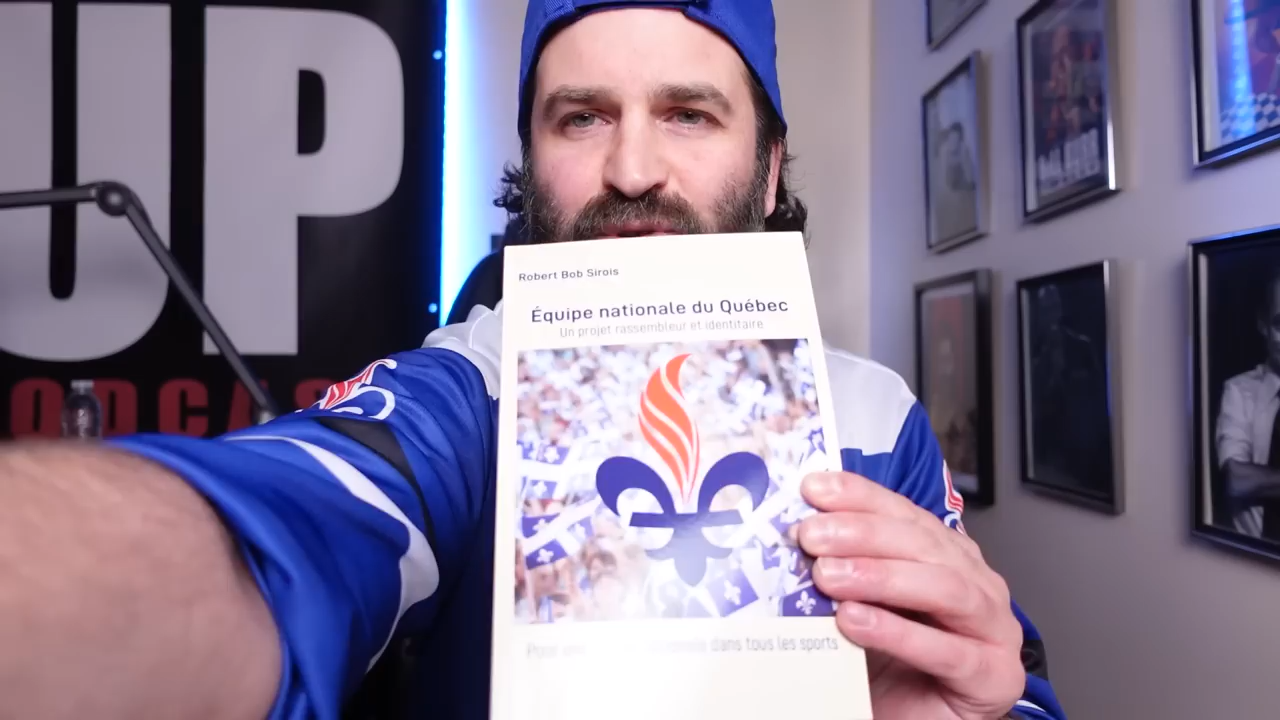 UP
Robert Bob Sirois
Équipe nationale du Québec
Un projet rassembleur et identitaire
dans tous les sports